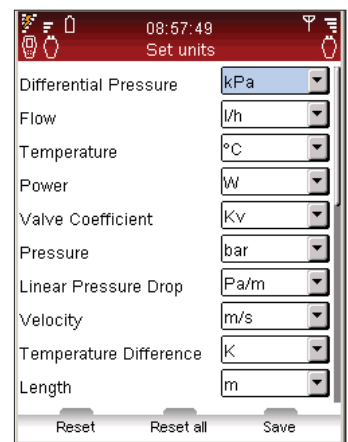 08:57:49
Set units
Differential Pressure kPa
Flow l/h
Temperature °C
Power W
Valve Coefficient Kv
Pressure bar
Linear Pressure Drop Pa/m
Velocity m/s
Temperature Difference K
Length m
Reset Reset all Save